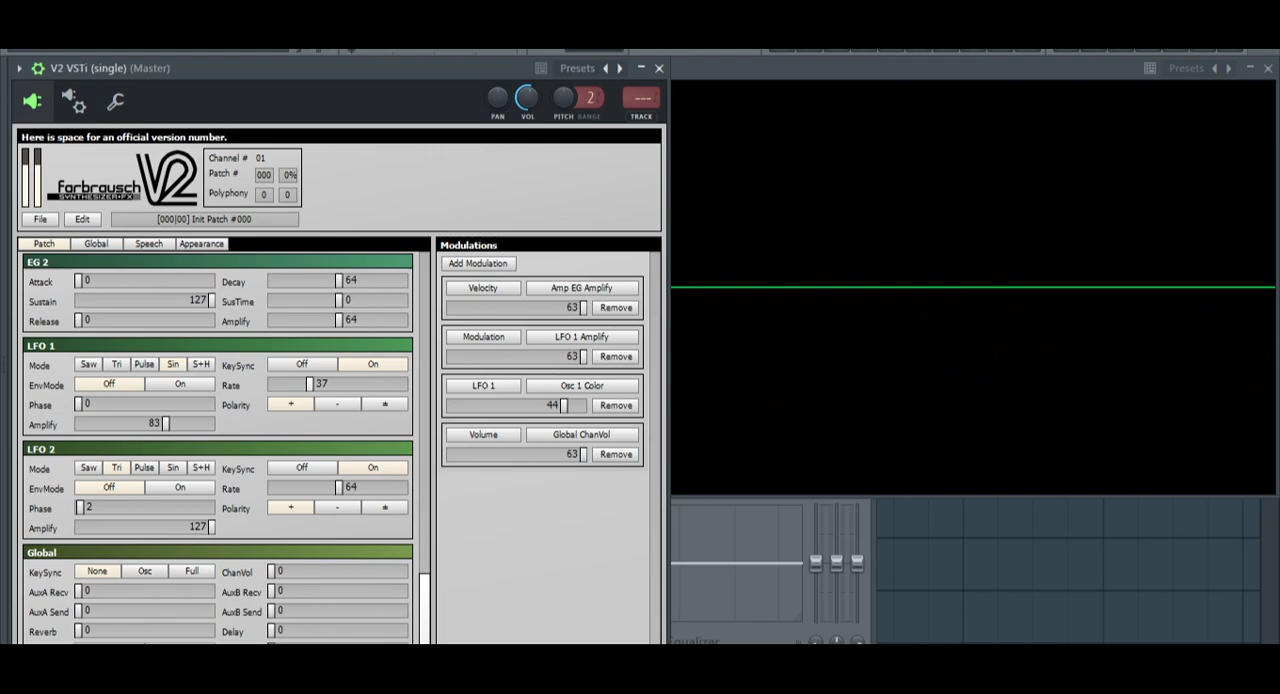 V2 VSTi (single) (Master)
Presets
Presets
2
---
PAN VOL PITCH RANGE TRACK
Here is space for an official version number.
farbrausch V2
SYNTHESIZER+FX
Channel # 01
Patch # 000 0%
Polyphony 0 0
File Edit [000|00] Init Patch #000
Patch Global Speech Appearance
EG 2
Attack 0 Decay 64
Sustain 127 SusTime 0
Release 0 Amplify 64
LFO 1
Mode Saw Tri Pulse Sin S+H KeySync Off On
EnvMode Off On Rate 37
Phase 0 Polarity + - ±
Amplify 83
LFO 2
Mode Saw Tri Pulse Sin S+H KeySync Off On
EnvMode Off On Rate 64
Phase 2 Polarity + - ±
Amplify 127
Global
KeySync None Osc Full ChanVol 0
AuxA Recv 0 AuxB Recv 0
AuxA Send 0 AuxB Send 0
Reverb 0 Delay 0
Modulations
Add Modulation
Velocity Amp EG Amplify
63 Remove
Modulation LFO 1 Amplify
63 Remove
LFO 1 Osc 1 Color
44 Remove
Volume Global ChanVol
63 Remove